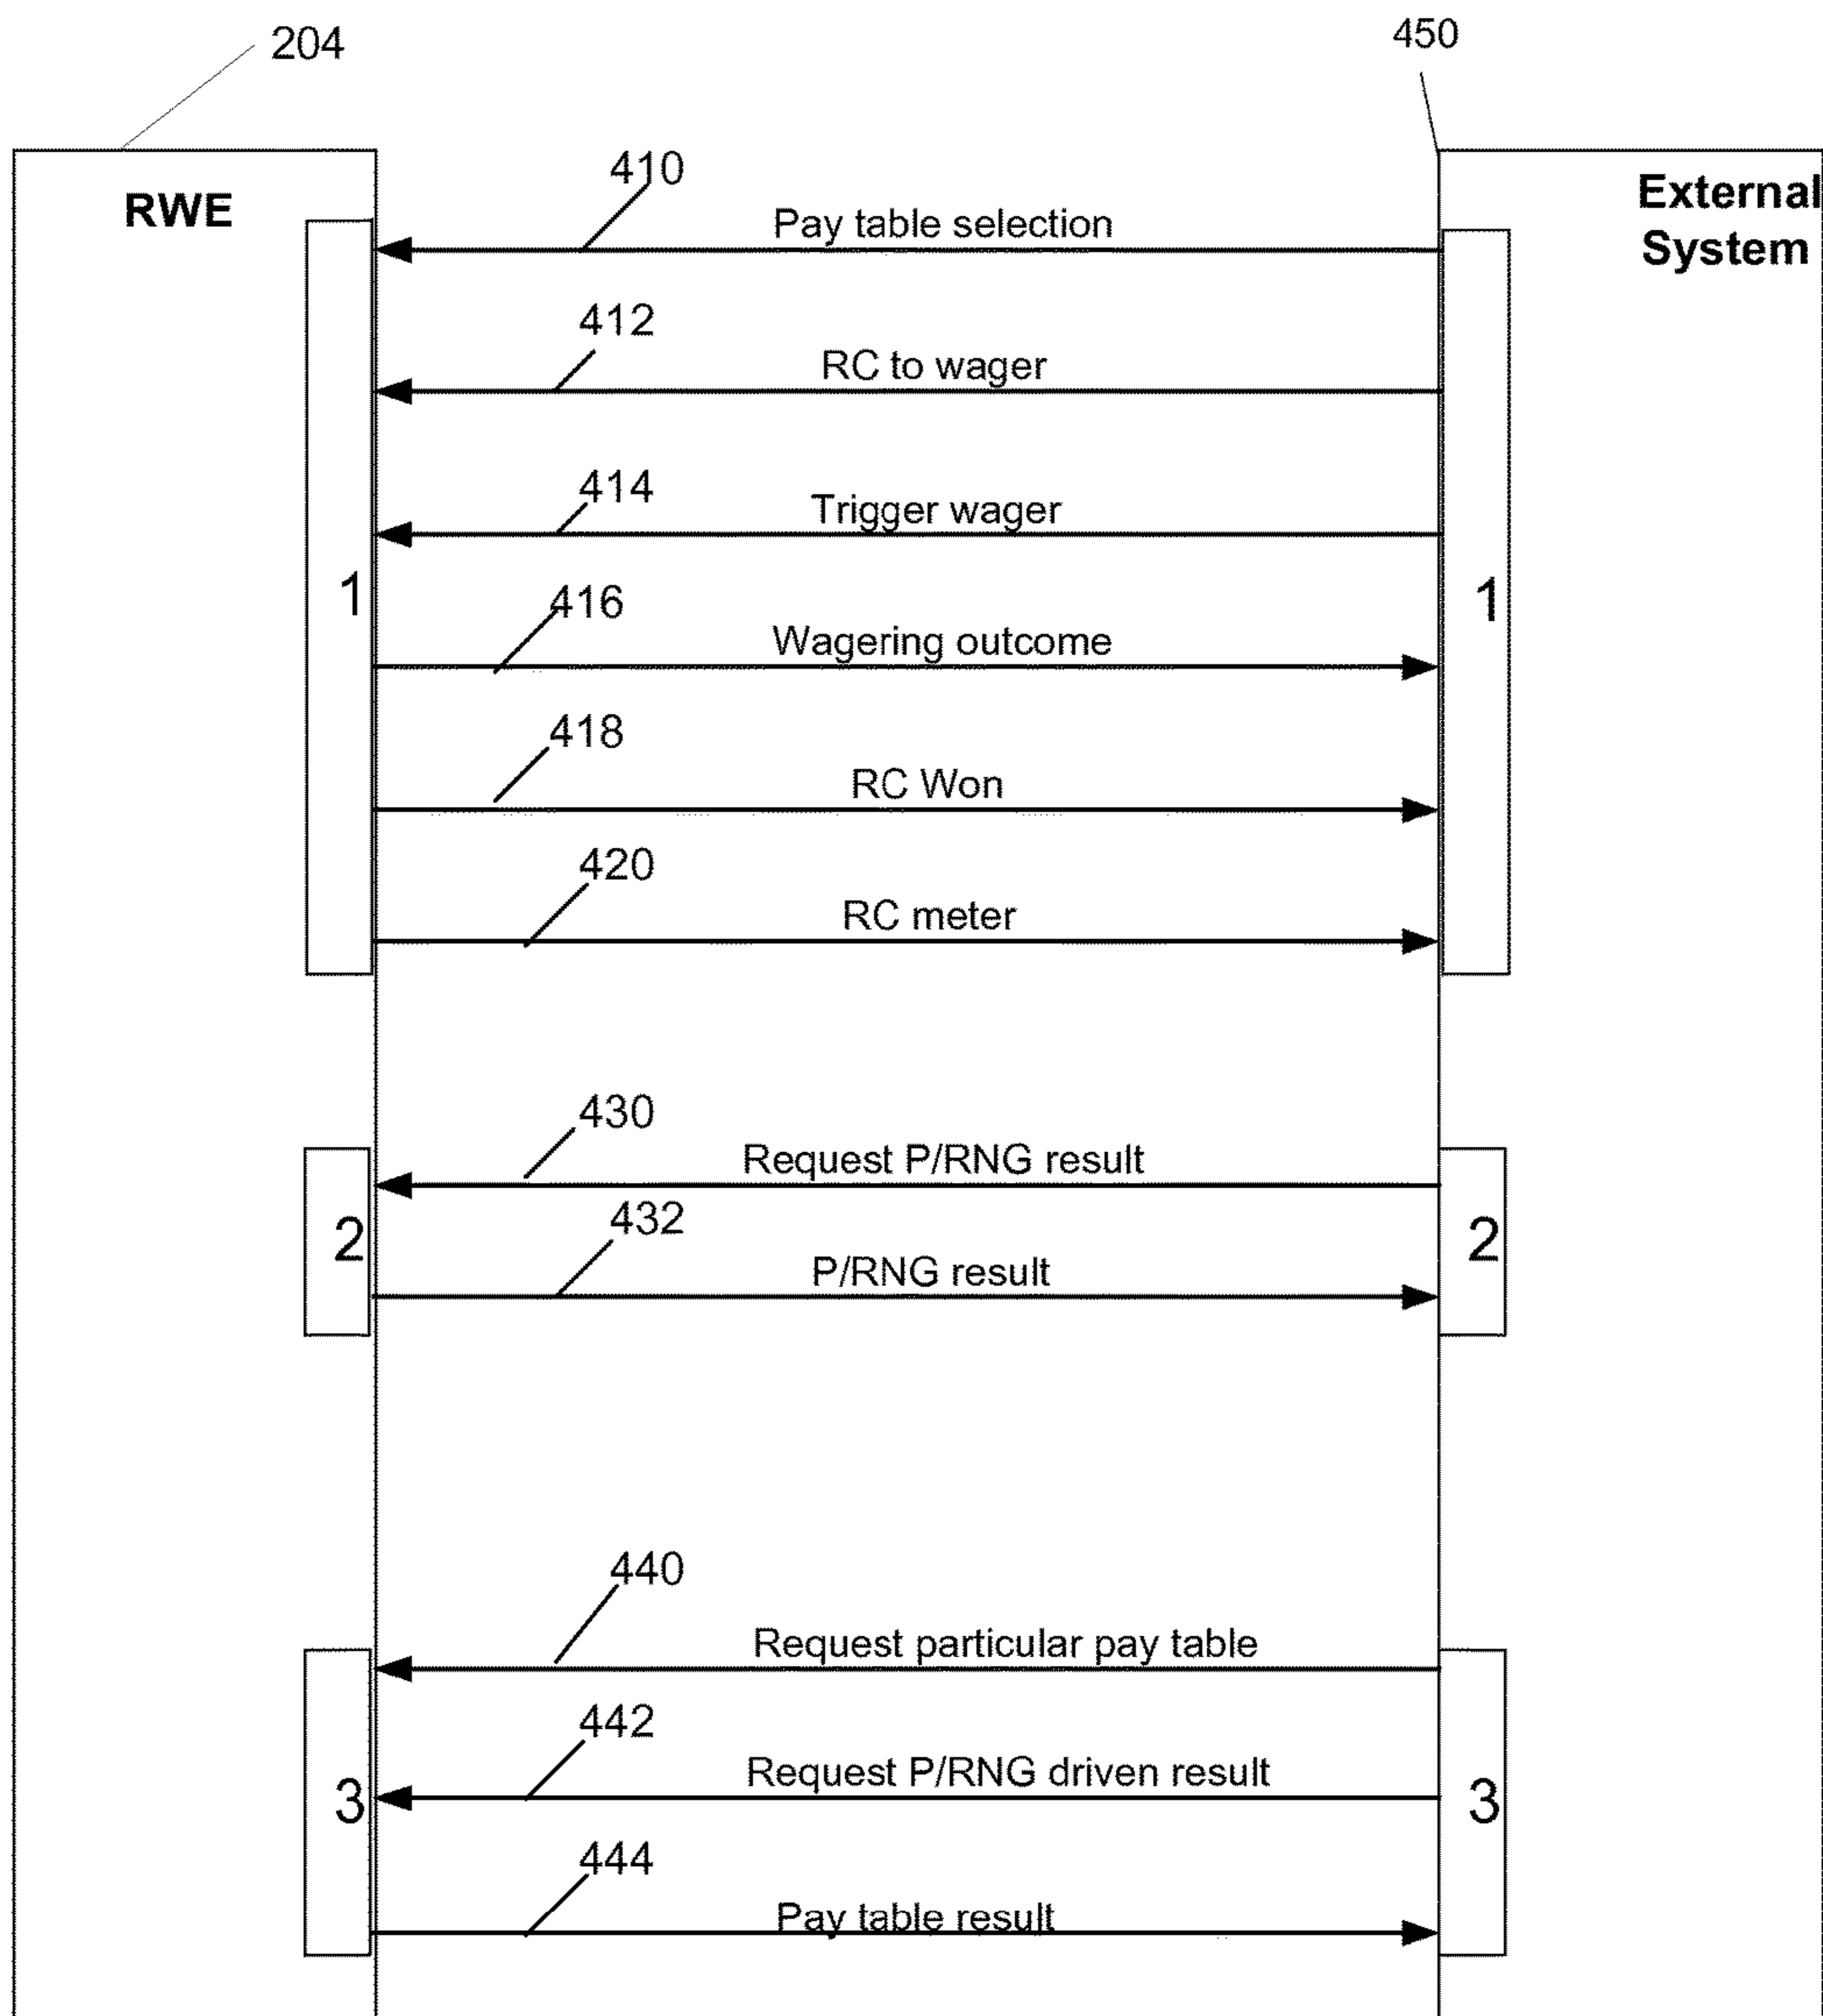 204
450
RWE
External
System
410
Pay table selection
412
RC to wager
414
Trigger wager
1
1
416
Wagering outcome
418
RC Won
420
RC meter
430
Request P/RNG result
2
2
432
P/RNG result
440
Request particular pay table
442
Request P/RNG driven result
3
3
444
Pay table result